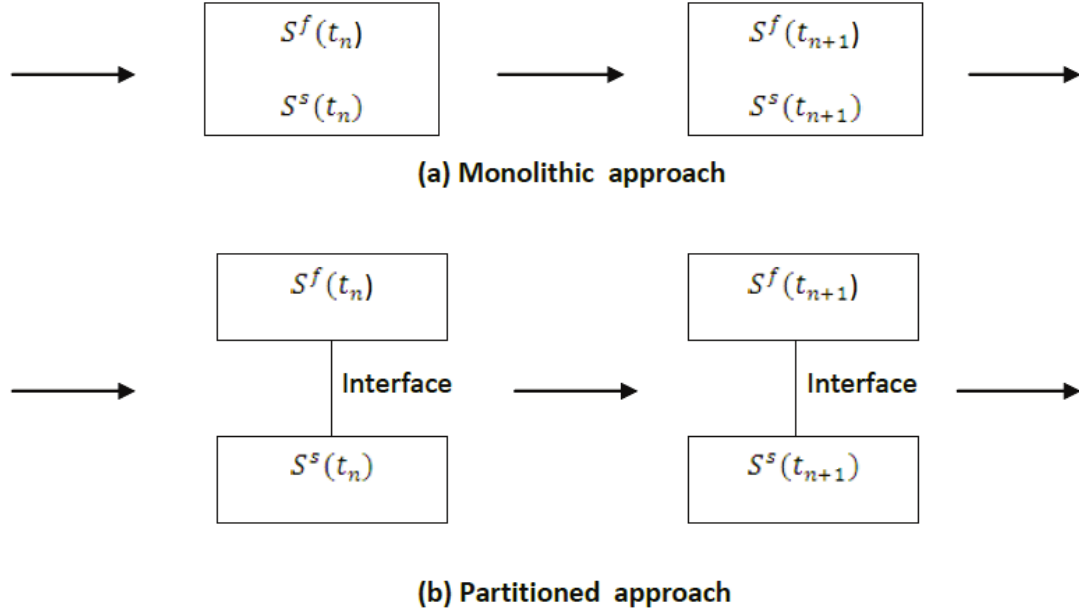 S^f(t_n) S^f(t_{n+1})
S^s(t_n) S^s(t_{n+1})
(a) Monolithic approach
S^f(t_n) S^f(t_{n+1})
Interface Interface
S^s(t_n) S^s(t_{n+1})
(b) Partitioned approach